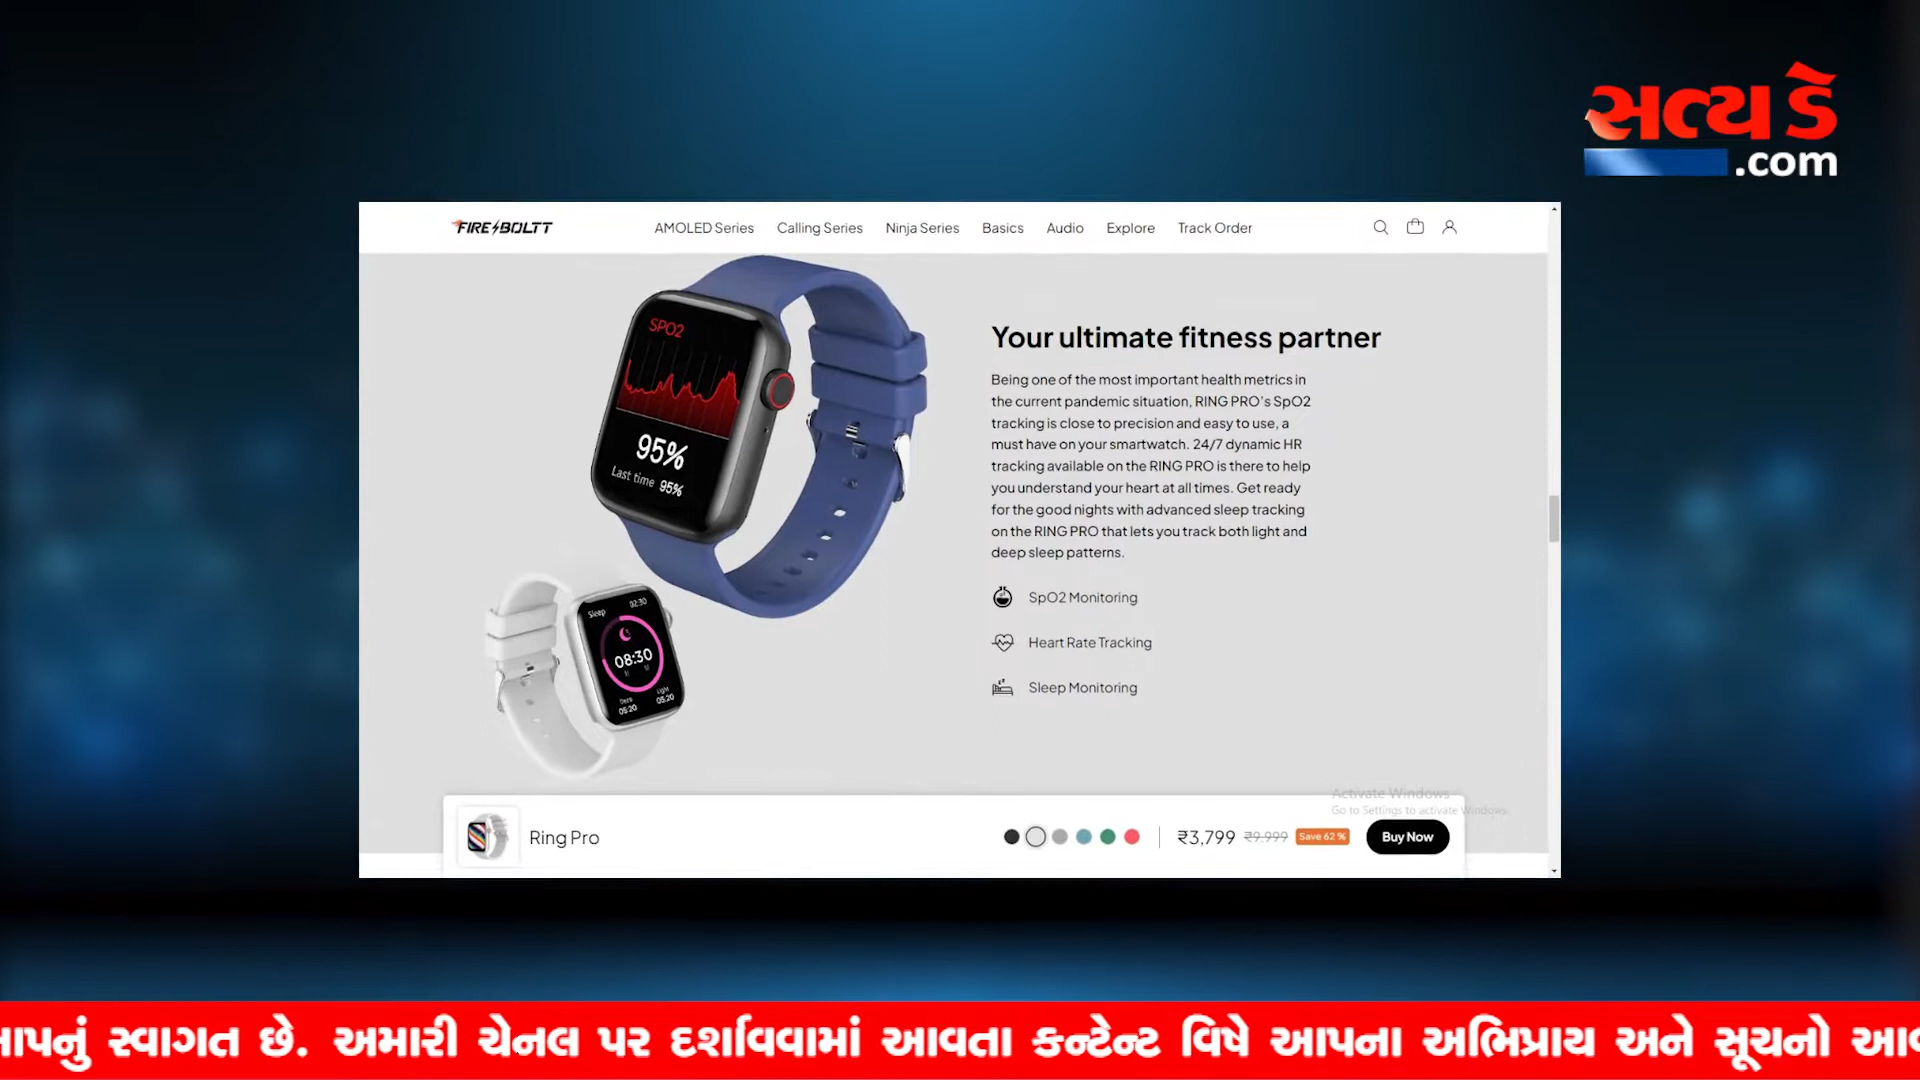 સત્ય ડે
.com
FIRE-BOLTT
AMOLED Series Calling Series Ninja Series Basics Audio Explore Track Order
SPO2
95%
Last time 95%
Your ultimate fitness partner
Being one of the most important health metrics in
the current pandemic situation, RING PRO's SpO2
tracking is close to precision and easy to use, a
must have on your smartwatch. 24/7 dynamic HR
tracking available on the RING PRO is there to help
you understand your heart at all times. Get ready
for the good nights with advanced sleep tracking
on the RING PRO that lets you track both light and
deep sleep patterns.
SpO2 Monitoring
Heart Rate Tracking
Sleep Monitoring
Sleep 02:30
08:30
H M
Deep Light
05:20 03:20
Activate Windows
Go to Settings to activate Windows.
Ring Pro ₹3,799 ₹9,999 Save 62 % Buy Now
આપનું સ્વાગત છે. અમારી ચેનલ પર દર્શાવવામાં આવતા કન્ટેન્ટ વિષે આપના અભિપ્રાય અને સૂચનો